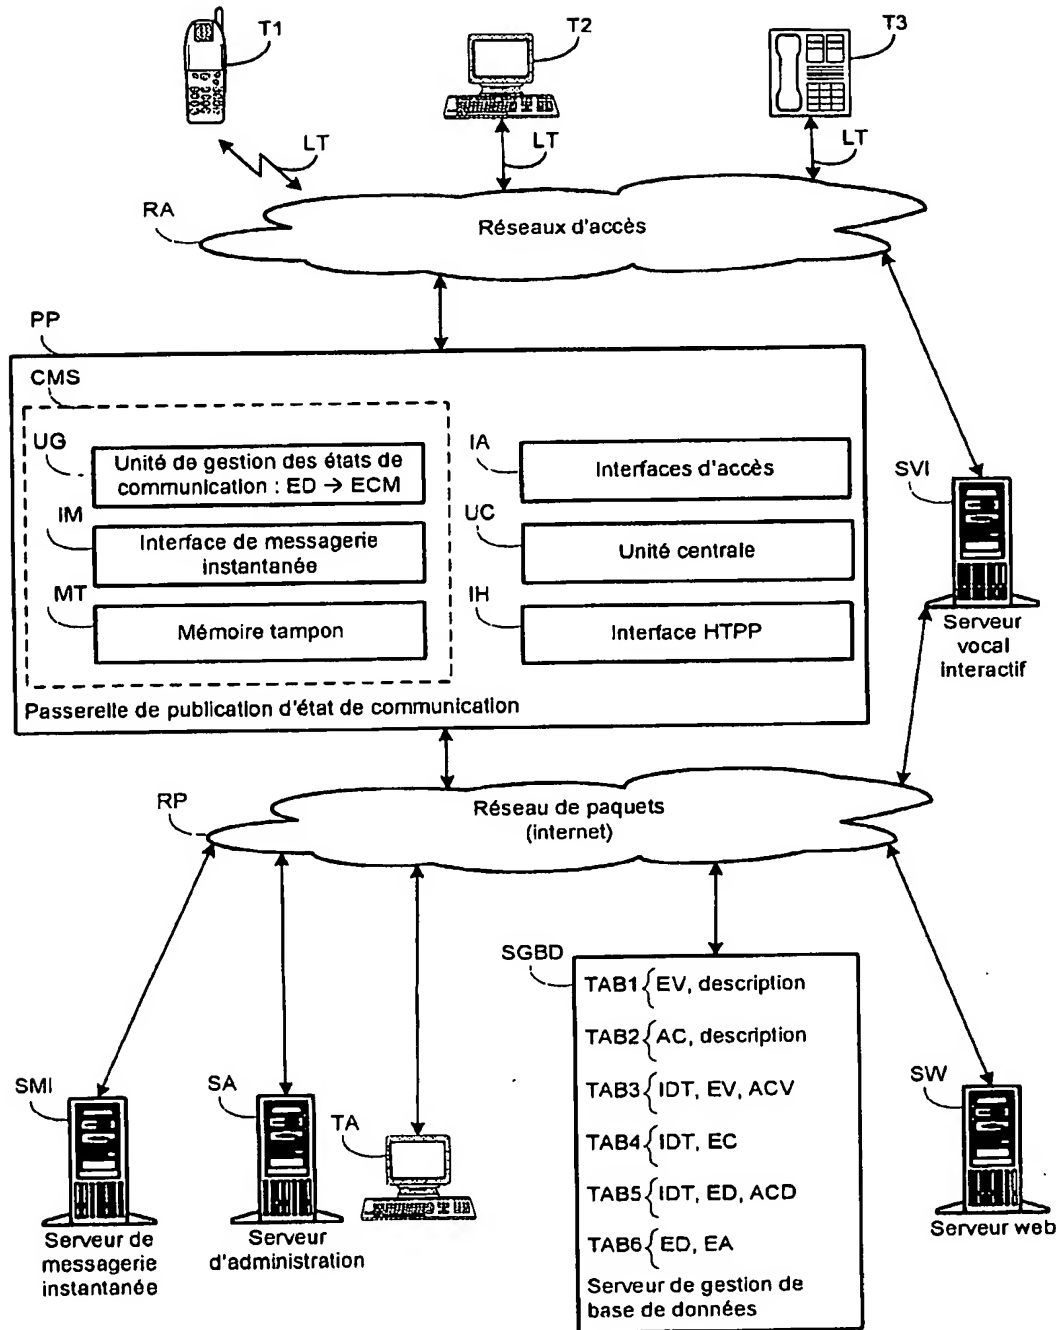 T1
T2
T3
LT
LT
LT
RA
Réseaux d'accès
PP
CMS
UG
Unité de gestion des états de
communication : ED → ECM
IA
Interfaces d'accès
SVI
IM
Interface de messagerie
instantanée
UC
Unité centrale
MT
Mémoire tampon
IH
Interface HTPP
Serveur
vocal
interactif
Passerelle de publication d'état de communication
RP
Réseau de paquets
(internet)
SGBD
TAB1{EV, description
TAB2{AC, description
TAB3{IDT, EV, ACV
TAB4{IDT, EC
TAB5{IDT, ED, ACD
TAB6{ED, EA
Serveur de gestion de
base de données
SMI
SA
TA
SW
Serveur de
messagerie
instantanée
Serveur
d'administration
Serveur web